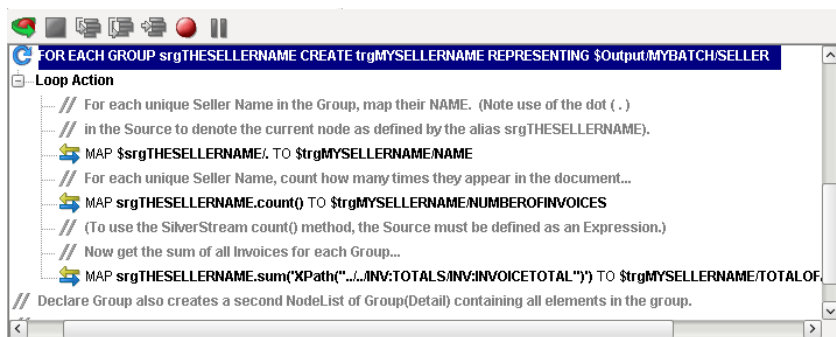 FOR EACH GROUP srgTHESELLERNAME CREATE trgMYSELLERNAME REPRESENTING $Output/MYBATCH/SELLER
Loop Action
// For each unique Seller Name in the Group, map their NAME. (Note use of the dot ( . )
// in the Source to denote the current node as defined by the alias srgTHESELLERNAME).
MAP $srgTHESELLERNAME/. TO $trgMYSELLERNAME/NAME
// For each unique Seller Name, count how many times they appear in the document...
MAP srgTHESELLERNAME.count() TO $trgMYSELLERNAME/NUMBEROFINVOICES
// (To use the SilverStream count() method, the Source must be defined as an Expression.)
// Now get the sum of all Invoices for each Group...
MAP srgTHESELLERNAME.sum('XPath("../../INV:TOTALS/INV:INVOICETOTAL")') TO $trgMYSELLERNAME/TOTALOF
// Declare Group also creates a second NodeList of Group(Detail) containing all elements in the group.